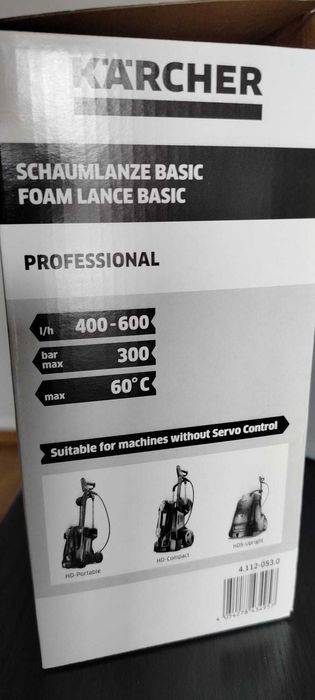 KÄRCHER
SCHAUMLANZE BASIC
FOAM LANCE BASIC
PROFESSIONAL
l/h 400-600
bar max 300
max 60°C
Suitable for machines without Servo Control
HD-Portable
HD-Compact
HDS-Upright
4.112-053.0